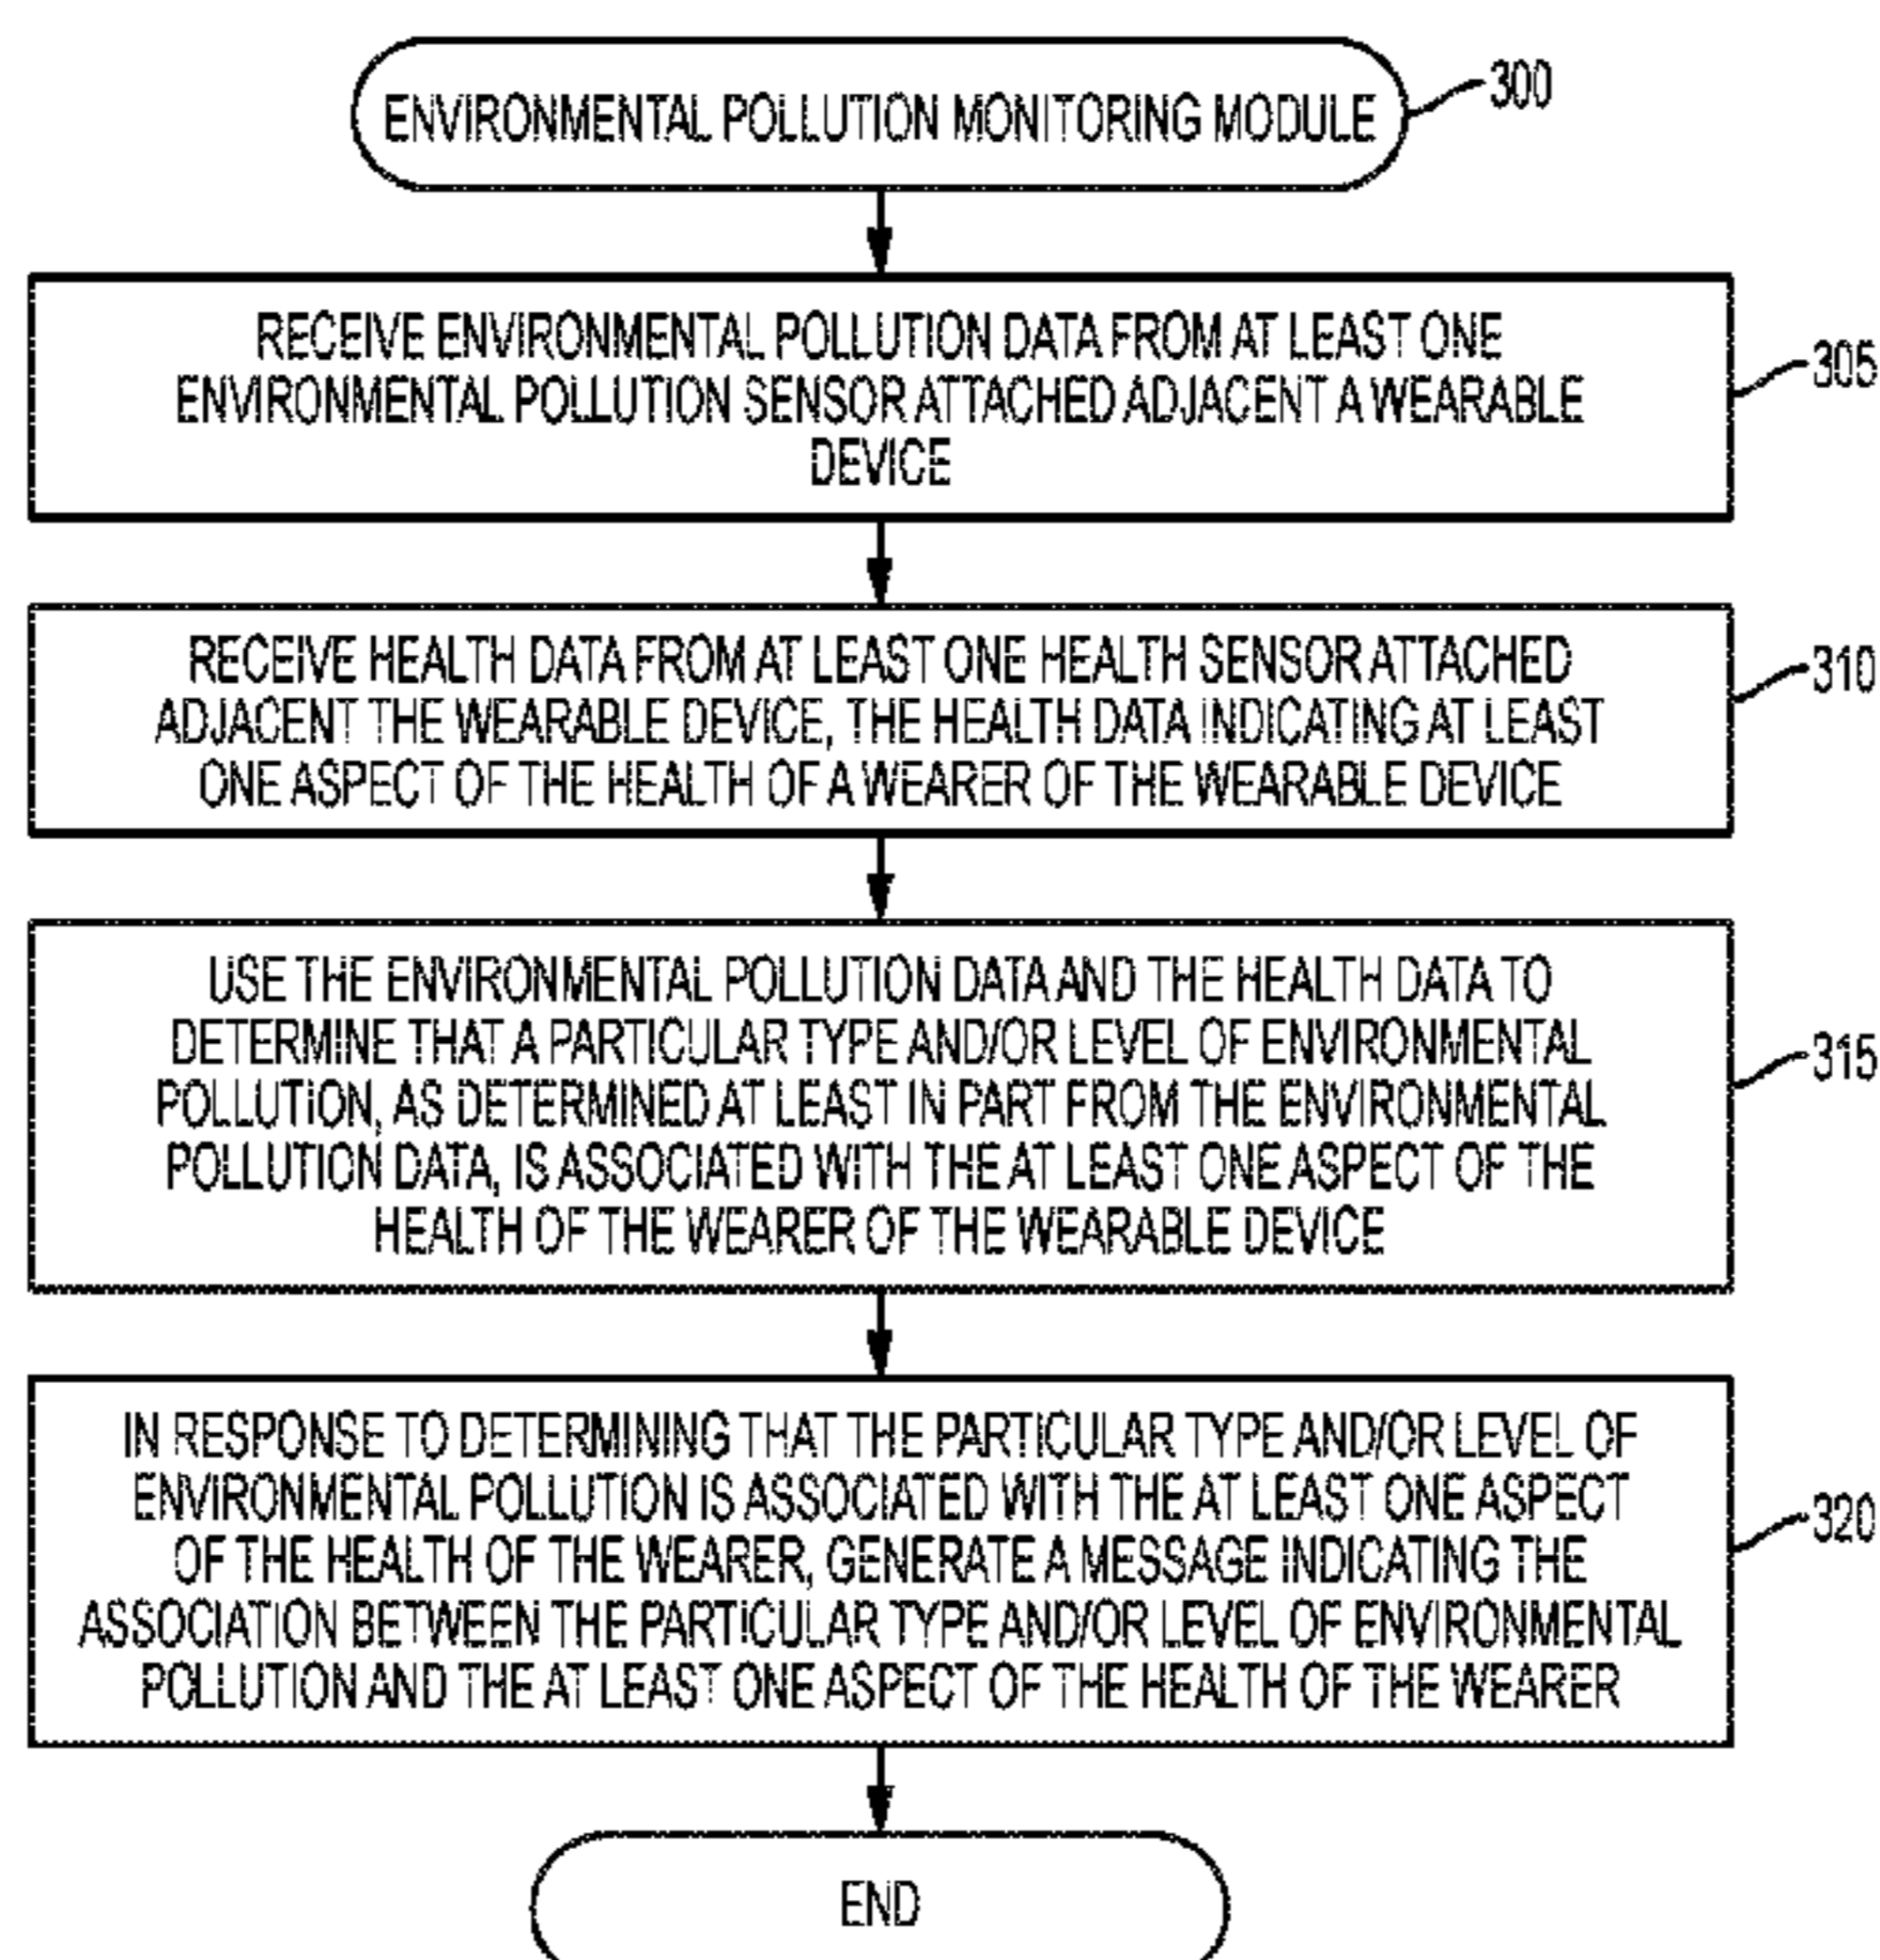 ENVIRONMENTAL POLLUTION MONITORING MODULE
300
RECEIVE ENVIRONMENTAL POLLUTION DATA FROM AT LEAST ONE
ENVIRONMENTAL POLLUTION SENSOR ATTACHED ADJACENT A WEARABLE
DEVICE
305
RECEIVE HEALTH DATA FROM AT LEAST ONE HEALTH SENSOR ATTACHED
ADJACENT THE WEARABLE DEVICE, THE HEALTH DATA INDICATING AT LEAST
ONE ASPECT OF THE HEALTH OF A WEARER OF THE WEARABLE DEVICE
310
USE THE ENVIRONMENTAL POLLUTION DATA AND THE HEALTH DATA TO
DETERMINE THAT A PARTICULAR TYPE AND/OR LEVEL OF ENVIRONMENTAL
POLLUTION, AS DETERMINED AT LEAST IN PART FROM THE ENVIRONMENTAL
POLLUTION DATA, IS ASSOCIATED WITH THE AT LEAST ONE ASPECT OF THE
HEALTH OF THE WEARER OF THE WEARABLE DEVICE
315
IN RESPONSE TO DETERMINING THAT THE PARTICULAR TYPE AND/OR LEVEL OF
ENVIRONMENTAL POLLUTION IS ASSOCIATED WITH THE AT LEAST ONE ASPECT
OF THE HEALTH OF THE WEARER, GENERATE A MESSAGE INDICATING THE
ASSOCIATION BETWEEN THE PARTICULAR TYPE AND/OR LEVEL OF ENVIRONMENTAL
POLLUTION AND THE AT LEAST ONE ASPECT OF THE HEALTH OF THE WEARER
320
END